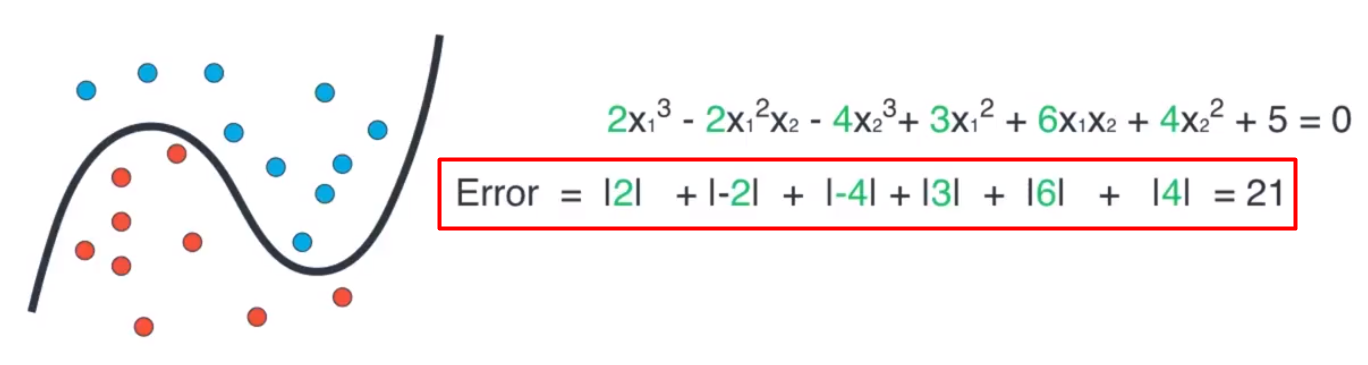 2x₁³ - 2x₁²x₂ - 4x₂³+ 3x₁² + 6x₁x₂ + 4x₂² + 5 = 0
Error = |2| + |-2| + |-4| + |3| + |6| + |4| = 21